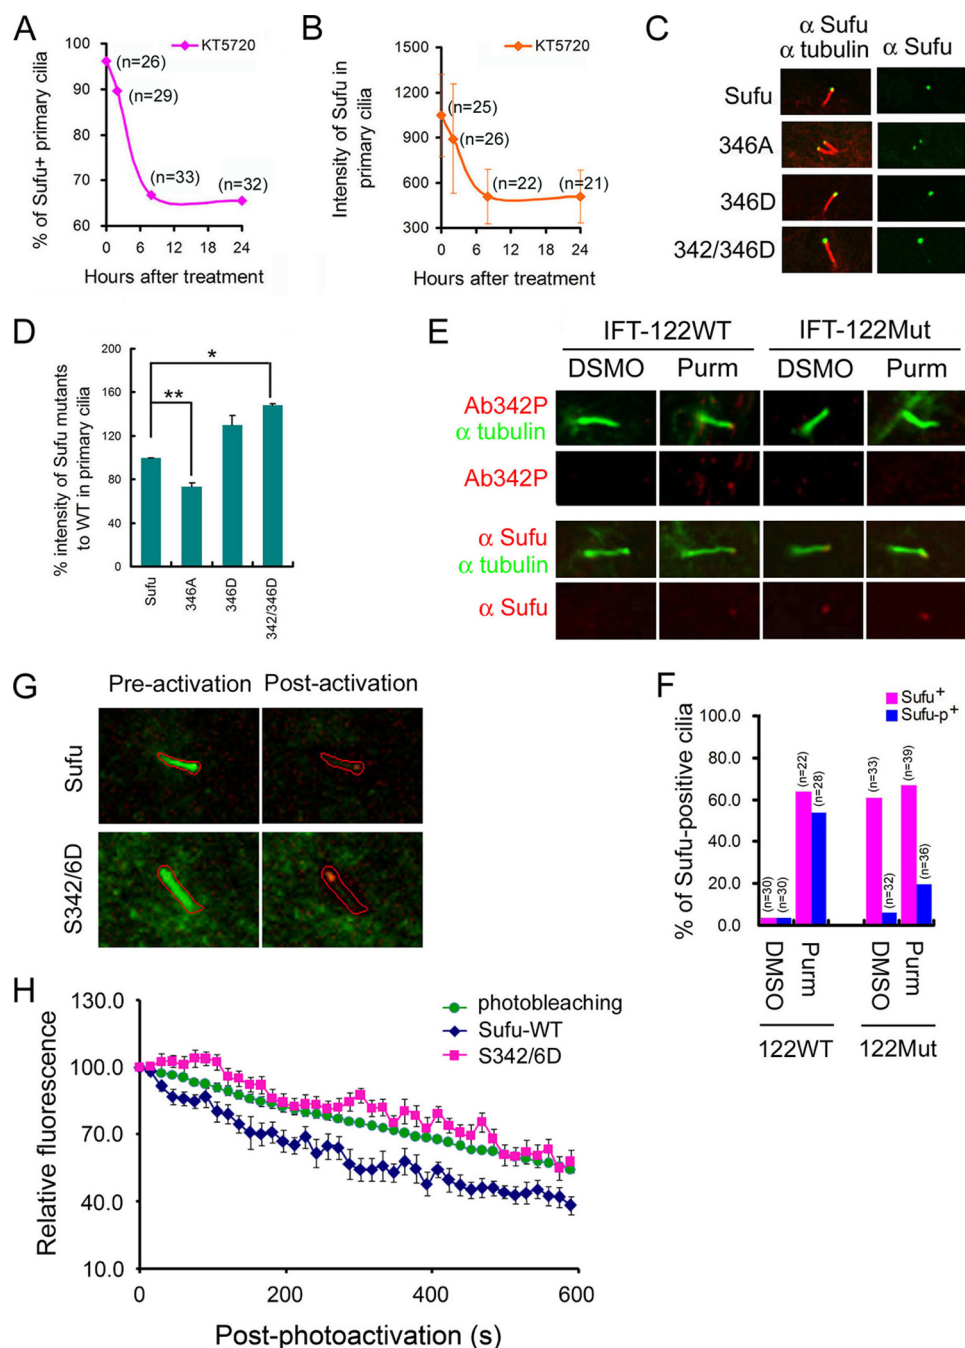 A
% of Sufu+ primary cilia
100
90
80
70
60
KT5720
(n=26)
(n=29)
(n=33)
(n=32)
0 6 12 18 24
Hours after treatment
B
Intensity of Sufu in
primary cilia
1500
1200
900
600
300
KT5720
(n=25)
(n=26)
(n=22)
(n=21)
0 6 12 18 24
Hours after treatment
C
α Sufu
α tubulin
α Sufu
Sufu
346A
346D
342/346D
D
% intensity of Sufu mutants
to WT in primary cilia
200
160
120
80
40
0
*
**
Sufu
346A
346D
342/346D
E
IFT-122WT
IFT-122Mut
DSMO
Purm
DSMO
Purm
Ab342P
α tubulin
Ab342P
α Sufu
α tubulin
α Sufu
G
Pre-activation
Post-activation
Sufu
S342/6D
F
% of Sufu-positive cilia
Sufu+
Sufu-p+
100.0
80.0
60.0
40.0
20.0
0.0
(n=30)
(n=30)
(n=22)
(n=28)
(n=33)
(n=32)
(n=39)
(n=36)
DMSO
Purm
DMSO
Purm
122WT
122Mut
H
Relative fluorescence
130.0
100.0
70.0
40.0
10.0
photobleaching
Sufu-WT
S342/6D
0 200 400 600
Post-photoactivation (s)